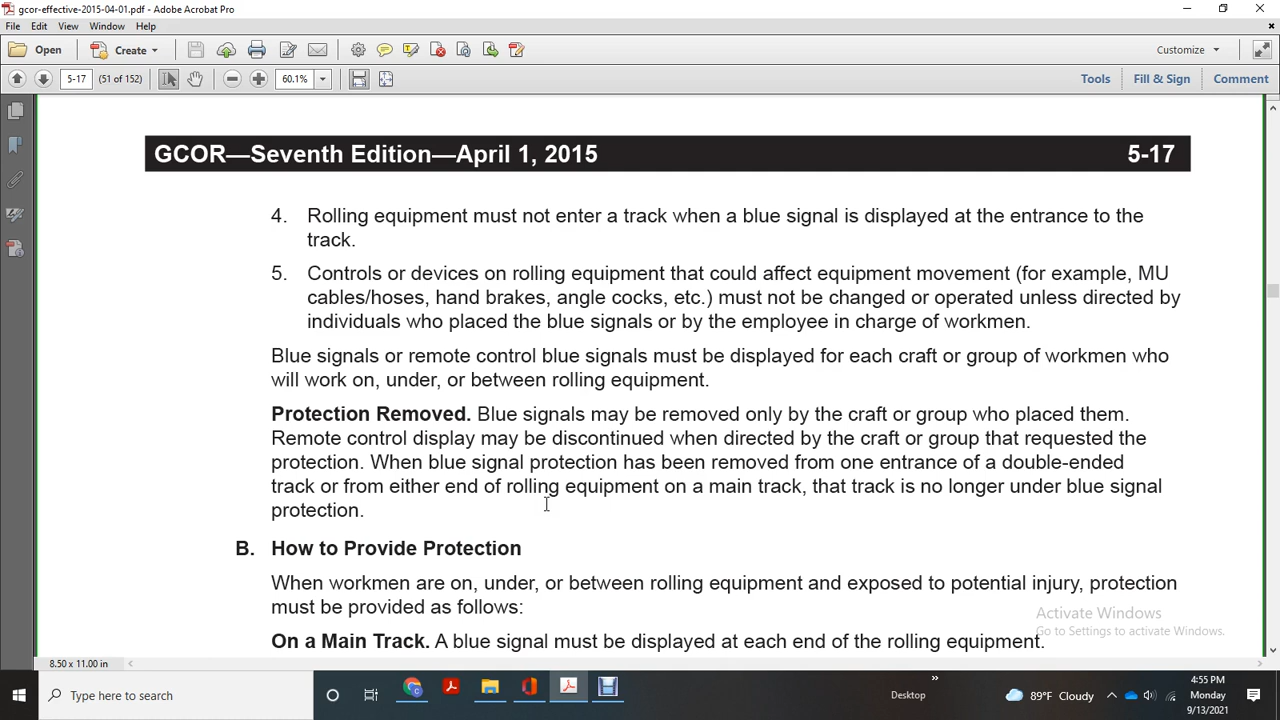 gcor-effective-2015-04-01.pdf - Adobe Acrobat Pro
File Edit View Window Help
Open Create Customize
5-17 (51 of 152) 60.1% Tools Fill & Sign Comment
GCOR—Seventh Edition—April 1, 2015 5-17
4. Rolling equipment must not enter a track when a blue signal is displayed at the entrance to the
track.
5. Controls or devices on rolling equipment that could affect equipment movement (for example, MU
cables/hoses, hand brakes, angle cocks, etc.) must not be changed or operated unless directed by
individuals who placed the blue signals or by the employee in charge of workmen.
Blue signals or remote control blue signals must be displayed for each craft or group of workmen who
will work on, under, or between rolling equipment.
Protection Removed. Blue signals may be removed only by the craft or group who placed them.
Remote control display may be discontinued when directed by the craft or group that requested the
protection. When blue signal protection has been removed from one entrance of a double-ended
track or from either end of rolling equipment on a main track, that track is no longer under blue signal
protection.
B. How to Provide Protection
When workmen are on, under, or between rolling equipment and exposed to potential injury, protection
must be provided as follows:
Activate Windows
Go to Settings to activate Windows.
On a Main Track. A blue signal must be displayed at each end of the rolling equipment.
8.50 x 11.00 in
Type here to search
Desktop
89°F Cloudy
4:55 PM
Monday
9/13/2021